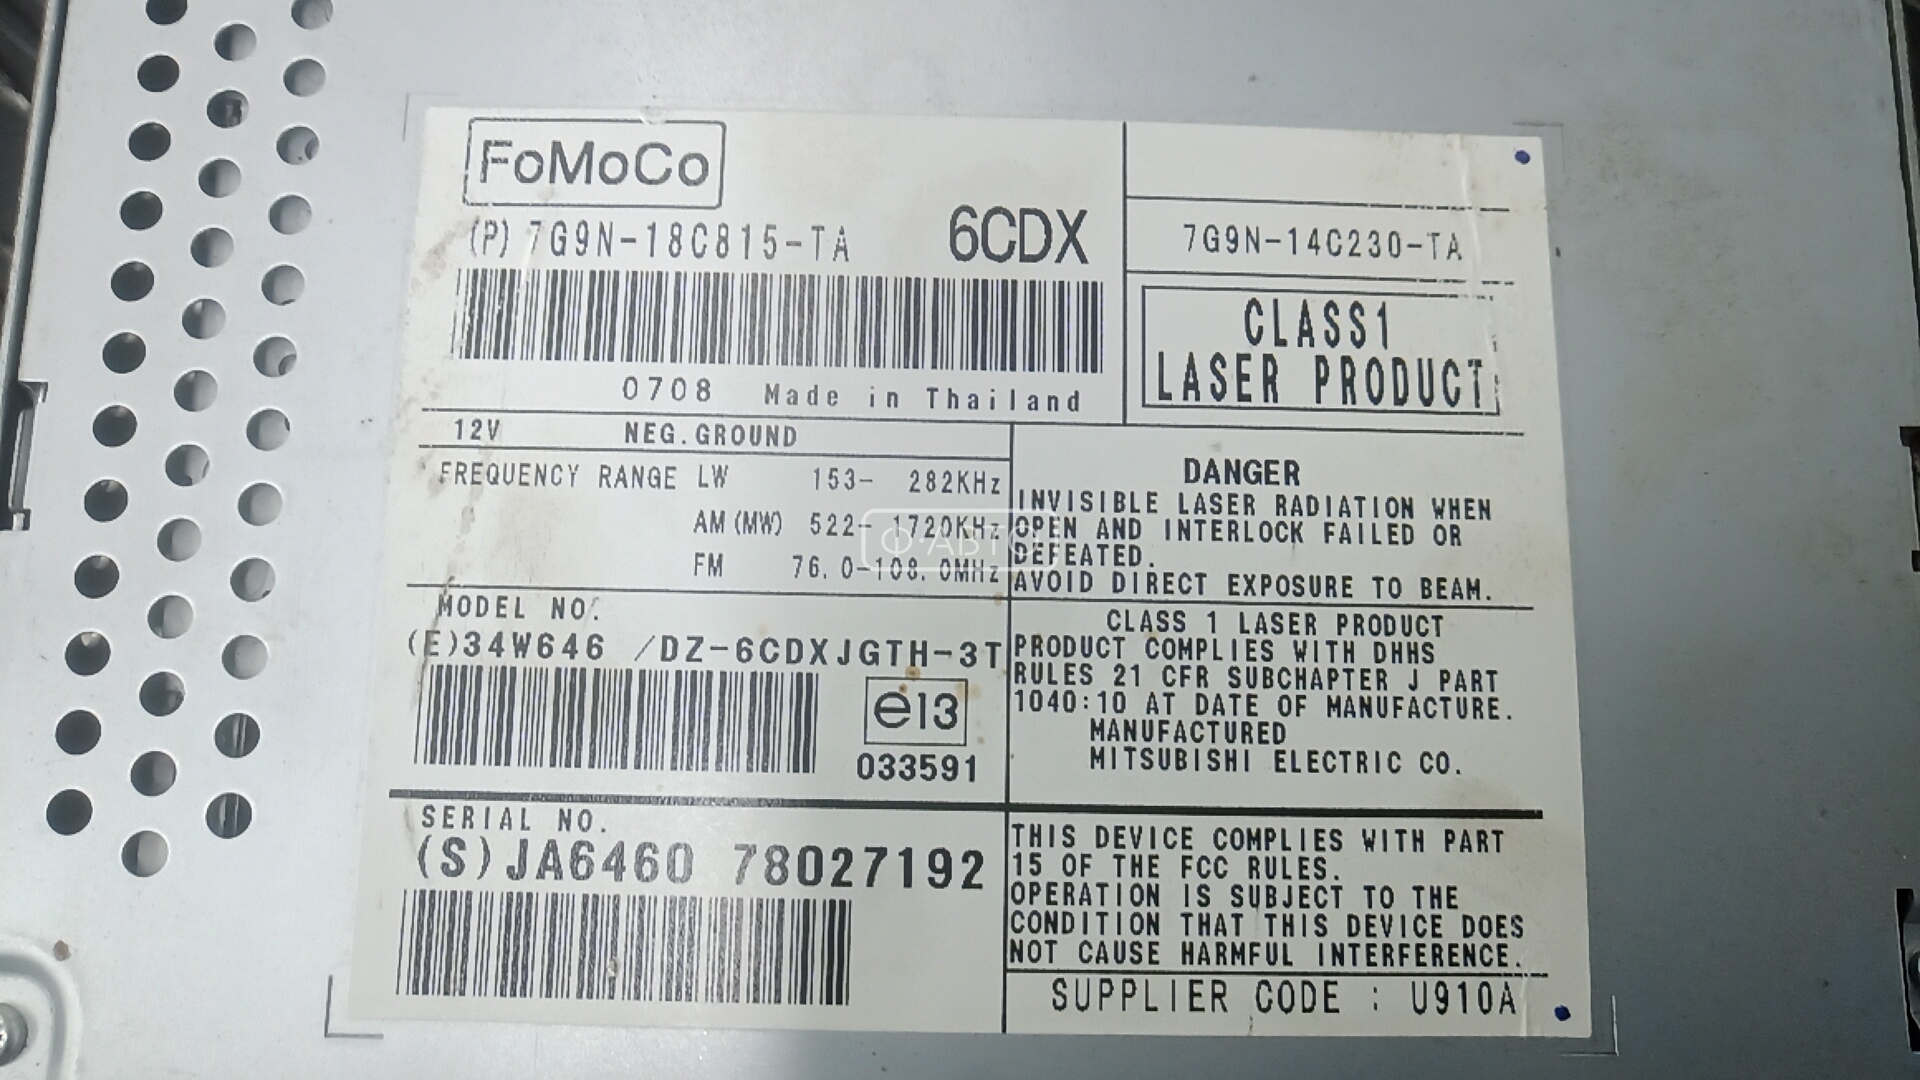 FoMoCo
(P) 7G9N-18C815-TA
6CDX
0708 Made in Thailand
7G9N-14C230-TA
CLASS1
LASER PRODUCT
12V NEG.GROUND
FREQUENCY RANGE LW 153- 282KHz
AM(MW) 522- 1720KHz
FM 76.0-108.0MHz
DANGER
INVISIBLE LASER RADIATION WHEN
OPEN AND INTERLOCK FAILED OR
DEFEATED.
AVOID DIRECT EXPOSURE TO BEAM.
MODEL NO.
(E)34W646 /DZ-6CDXJGTH-3T
e13
033591
CLASS 1 LASER PRODUCT
PRODUCT COMPLIES WITH DHHS
RULES 21 CFR SUBCHAPTER J PART
1040:10 AT DATE OF MANUFACTURE.
MANUFACTURED
MITSUBISHI ELECTRIC CO.
SERIAL NO.
(S)JA6460 78027192
THIS DEVICE COMPLIES WITH PART
15 OF THE FCC RULES.
OPERATION IS SUBJECT TO THE
CONDITION THAT THIS DEVICE DOES
NOT CAUSE HARMFUL INTERFERENCE.
SUPPLIER CODE : U910A